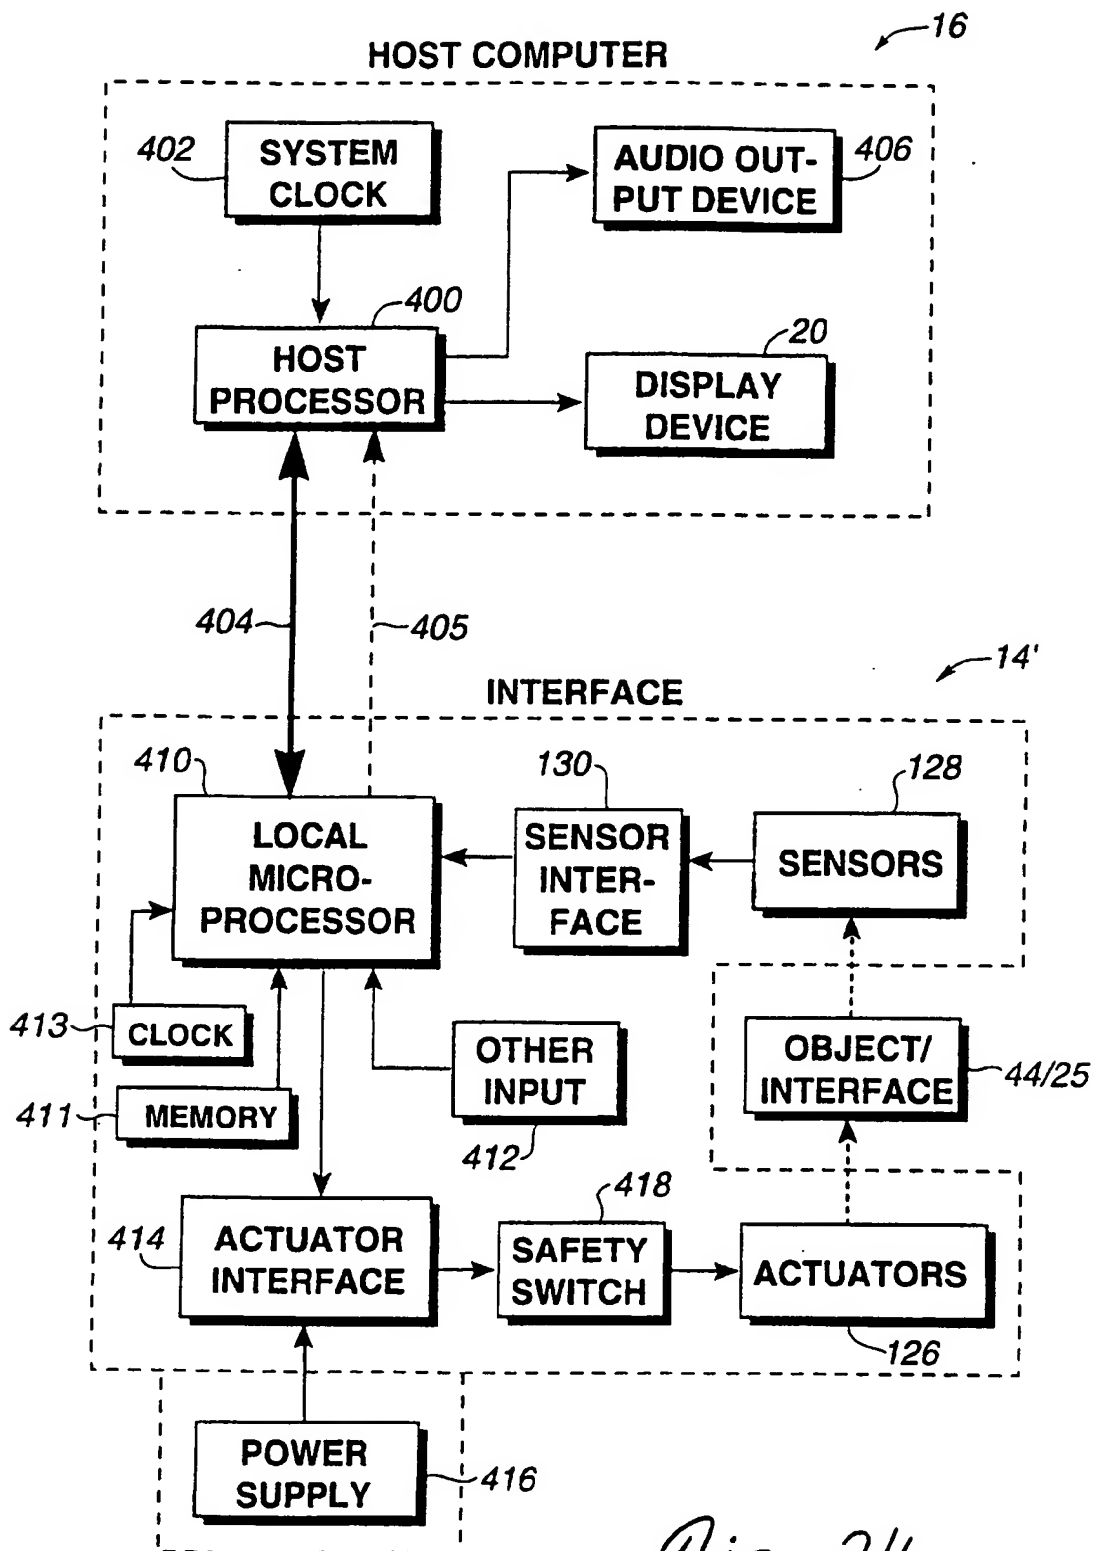 16
HOST COMPUTER
402
SYSTEM
CLOCK
AUDIO OUT-
PUT DEVICE
406
400
HOST
PROCESSOR
20
DISPLAY
DEVICE
404
405
14'
INTERFACE
410
LOCAL
MICRO-
PROCESSOR
130
SENSOR
INTER-
FACE
128
SENSORS
413
CLOCK
411
MEMORY
OTHER
INPUT
412
OBJECT/
INTERFACE
44/25
414
ACTUATOR
INTERFACE
418
SAFETY
SWITCH
ACTUATORS
126
POWER
SUPPLY
416